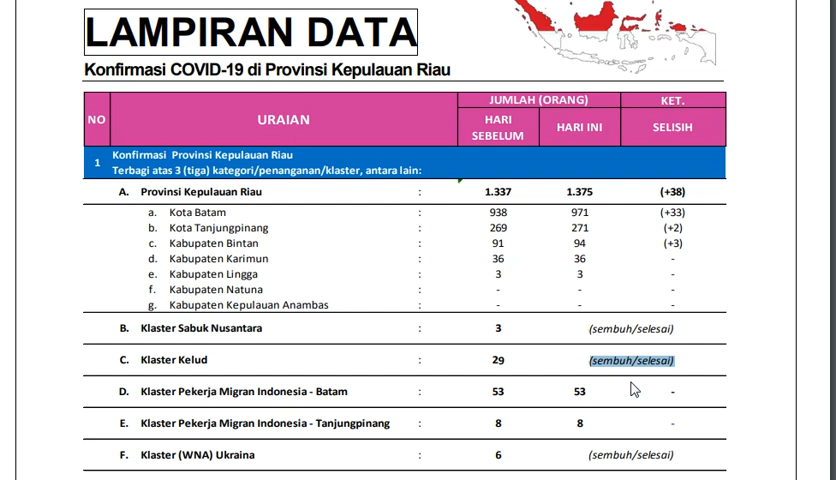 LAMPIRAN DATA
Konfirmasi COVID-19 di Provinsi Kepulauan Riau
NO URAIAN JUMLAH (ORANG) KET.
HARI SEBELUM HARI INI SELISIH
1 Konfirmasi Provinsi Kepulauan Riau
Terbagi atas 3 (tiga) kategori/penanganan/klaster, antara lain:
A. Provinsi Kepulauan Riau : 1.337 1.375 (+38)
a. Kota Batam : 938 971 (+33)
b. Kota Tanjungpinang : 269 271 (+2)
c. Kabupaten Bintan : 91 94 (+3)
d. Kabupaten Karimun : 36 36 -
e. Kabupaten Lingga : 3 3 -
f. Kabupaten Natuna : - - -
g. Kabupaten Kepulauan Anambas : - - -
B. Klaster Sabuk Nusantara : 3 (sembuh/selesai)
C. Klaster Kelud : 29 (sembuh/selesai)
D. Klaster Pekerja Migran Indonesia - Batam : 53 53 -
E. Klaster Pekerja Migran Indonesia - Tanjungpinang : 8 8 -
F. Klaster (WNA) Ukraina : 6 (sembuh/selesai)